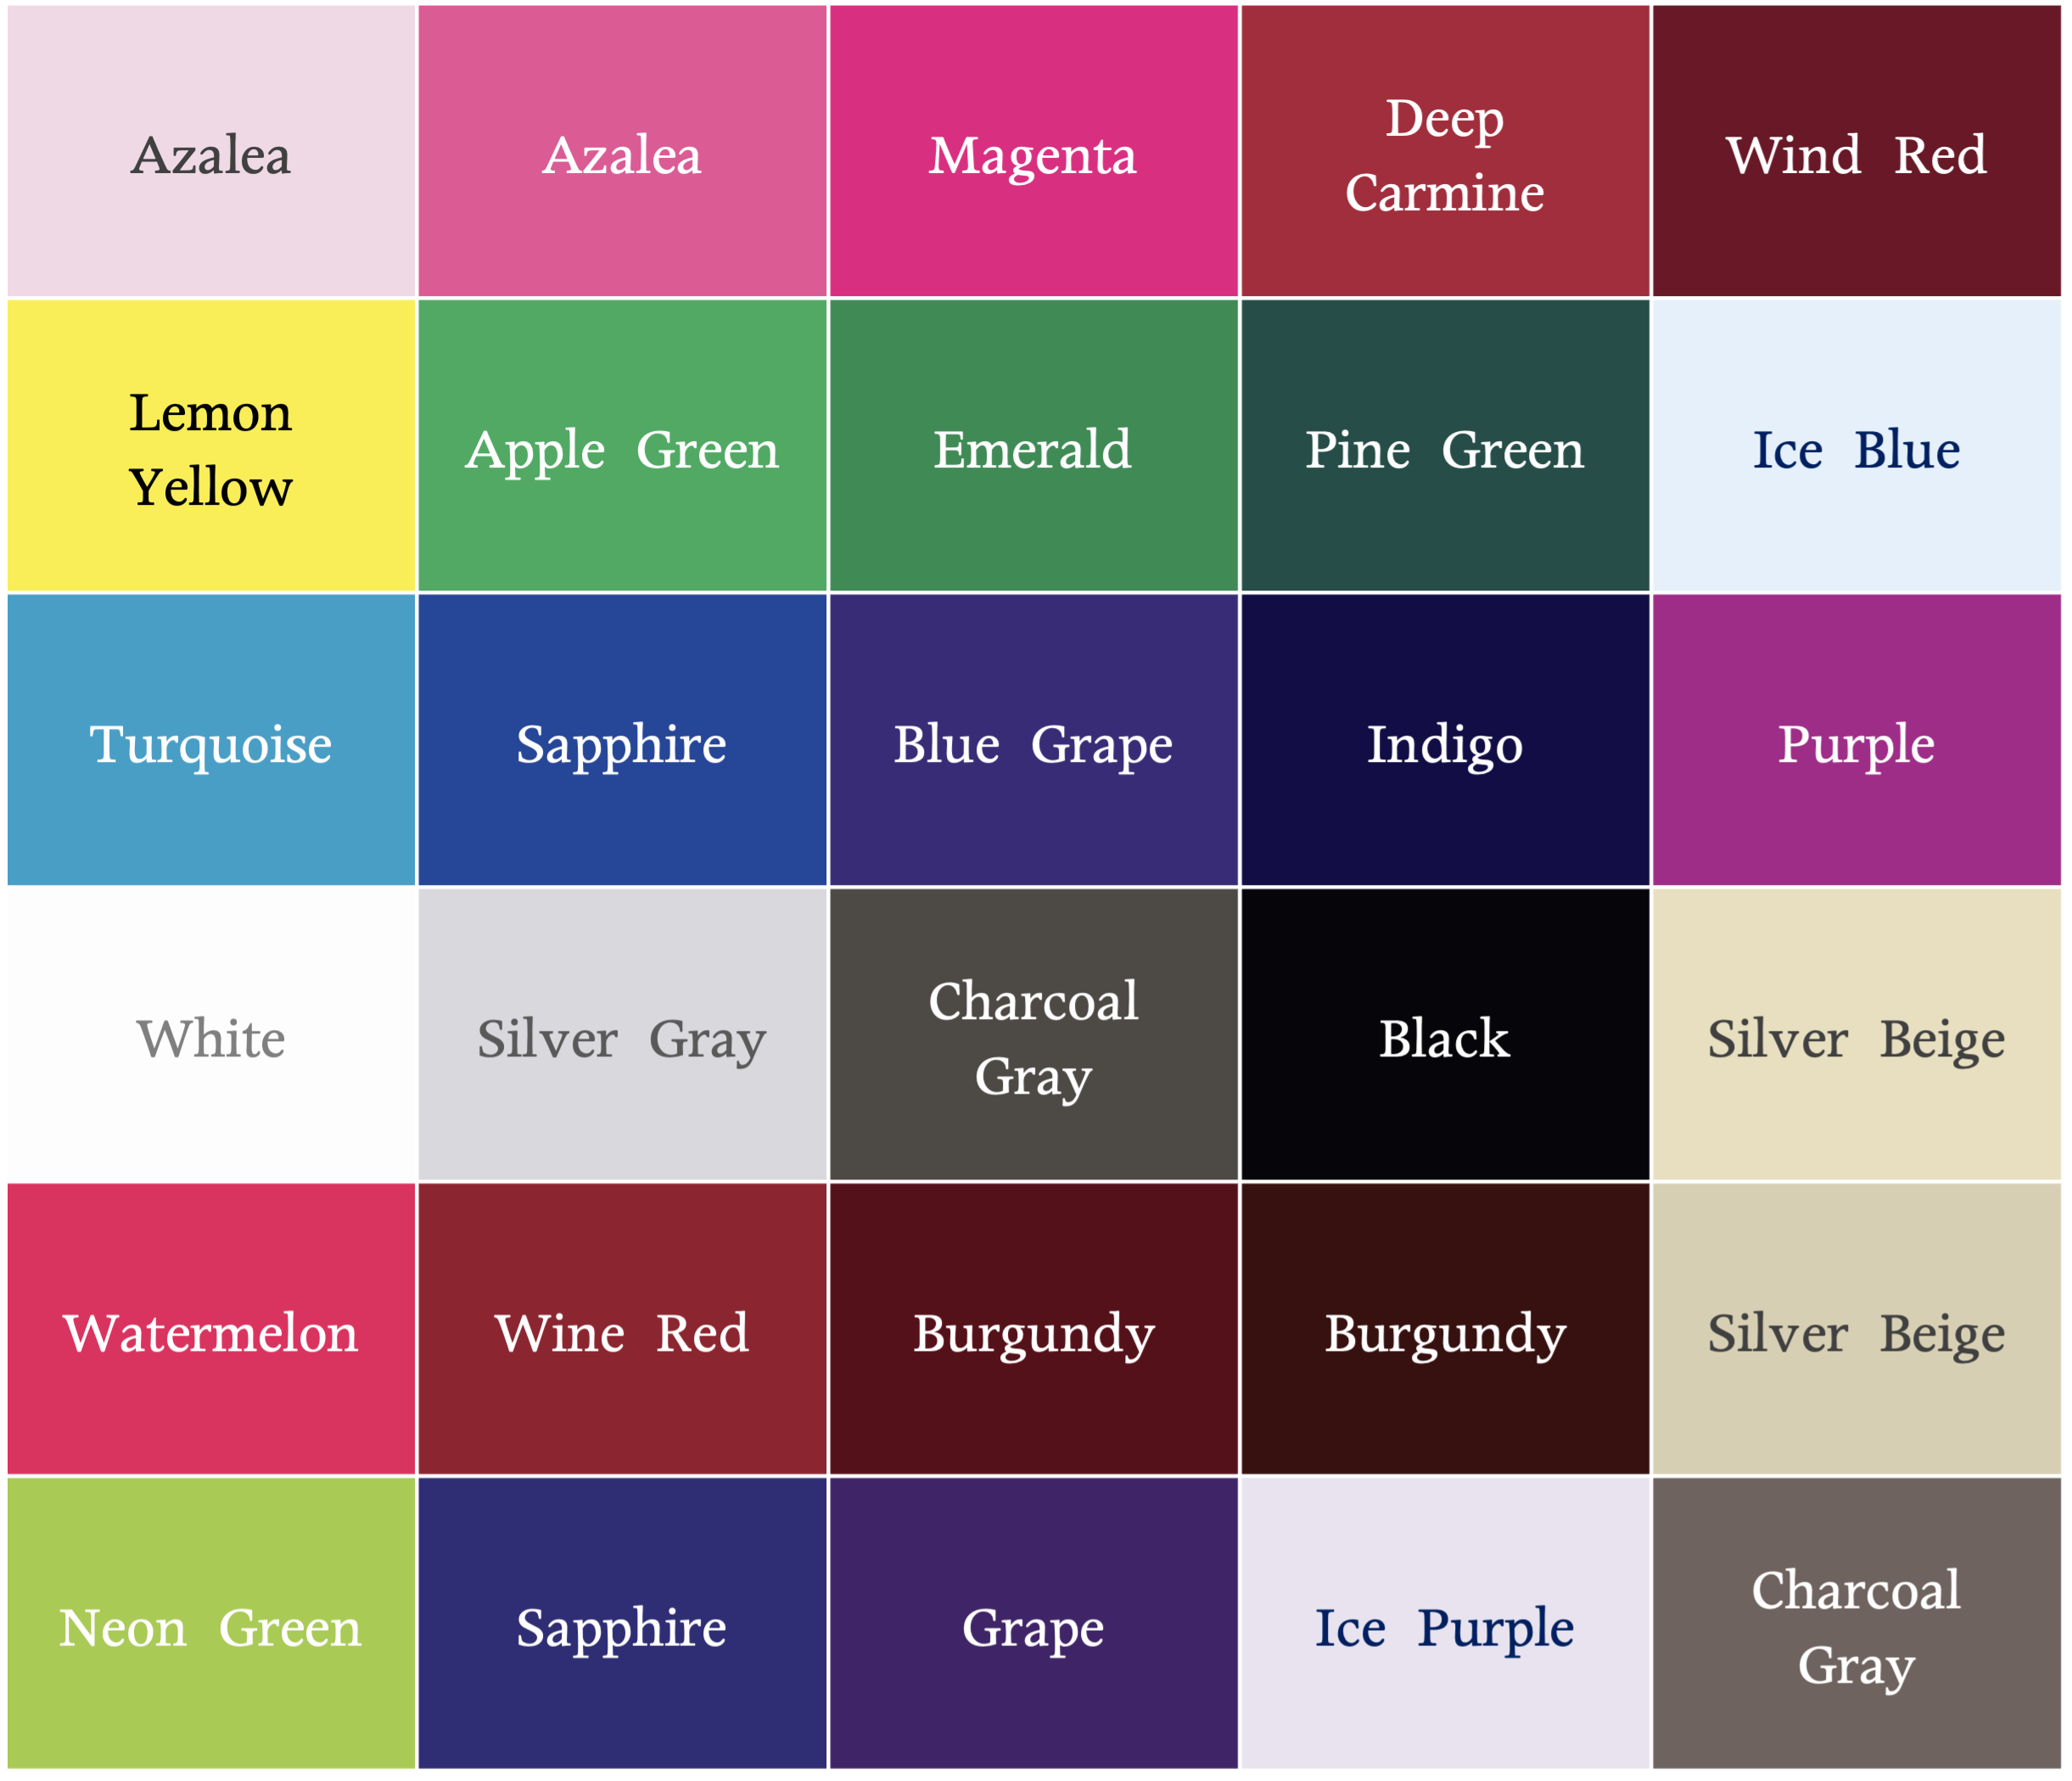 Azalea
Azalea
Magenta
Deep
Carmine
Wind Red
Lemon
Yellow
Apple Green
Emerald
Pine Green
Ice Blue
Turquoise
Sapphire
Blue Grape
Indigo
Purple
White
Silver Gray
Charcoal
Gray
Black
Silver Beige
Watermelon
Wine Red
Burgundy
Burgundy
Silver Beige
Neon Green
Sapphire
Grape
Ice Purple
Charcoal
Gray